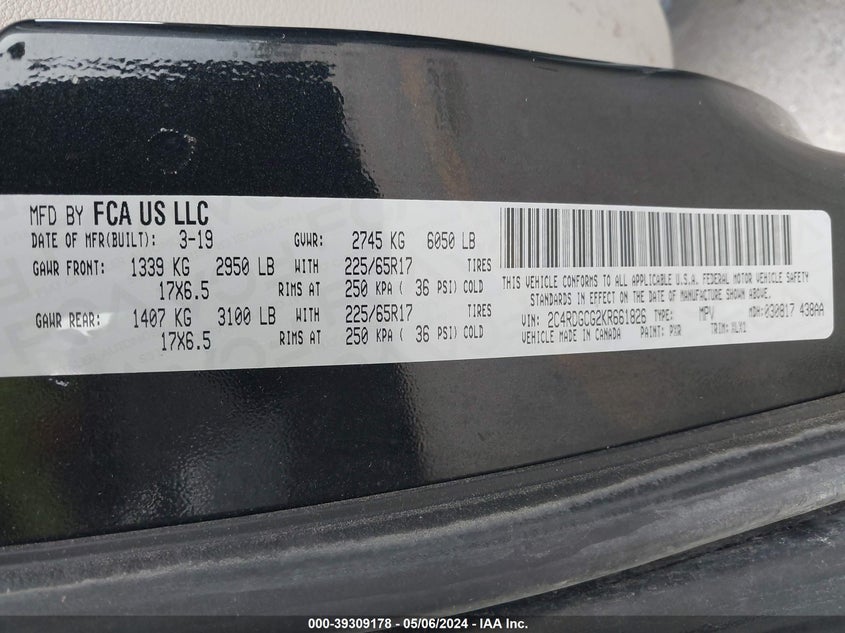 MFD BY FCA US LLC
DATE OF MFR(BUILT): 3-19 GVWR: 2745 KG 6050 LB
GAWR FRONT: 1339 KG 2950 LB WITH 225/65R17 TIRES
17X6.5 RIMS AT 250 KPA ( 36 PSI) COLD
GAWR REAR: 1407 KG 3100 LB WITH 225/65R17 TIRES
17X6.5 RIMS AT 250 KPA ( 36 PSI) COLD
THIS VEHICLE CONFORMS TO ALL APPLICABLE U.S.A. FEDERAL MOTOR VEHICLE SAFETY
STANDARDS IN EFFECT ON THE DATE OF MANUFACTURE SHOWN ABOVE.
VIN: 2C4RDGCG2KR661826 TYPE: MPV MDH: 030817 438AA
VEHICLE MADE IN CANADA PAINT: PXR TRIM:
000-39309178 - 05/06/2024 - IAA Inc.